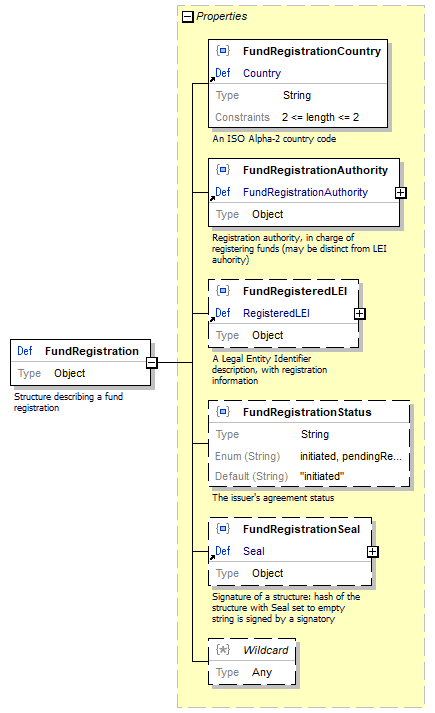 Properties
FundRegistrationCountry
Def Country
Type String
Constraints 2 <= length <= 2
An ISO Alpha-2 country code
FundRegistrationAuthority
Def FundRegistrationAuthority
Type Object
Registration authority, in charge of
registering funds (may be distinct from LEI
auhority)
FundRegisteredLEI
Def RegisteredLEI
Type Object
A Legal Entity Identifier
description, with registration
information
Def FundRegistration
Type Object
Structure describing a fund
registration
FundRegistrationStatus
Type String
Enum (String) initiated, pendingRe...
Default (String) "initiated"
The issuer's agreement status
FundRegistrationSeal
Def Seal
Type Object
Signature of a structure: hash of the
structure with Seal set to empty
string is signed by a signatory
{*} Wildcard
Type Any